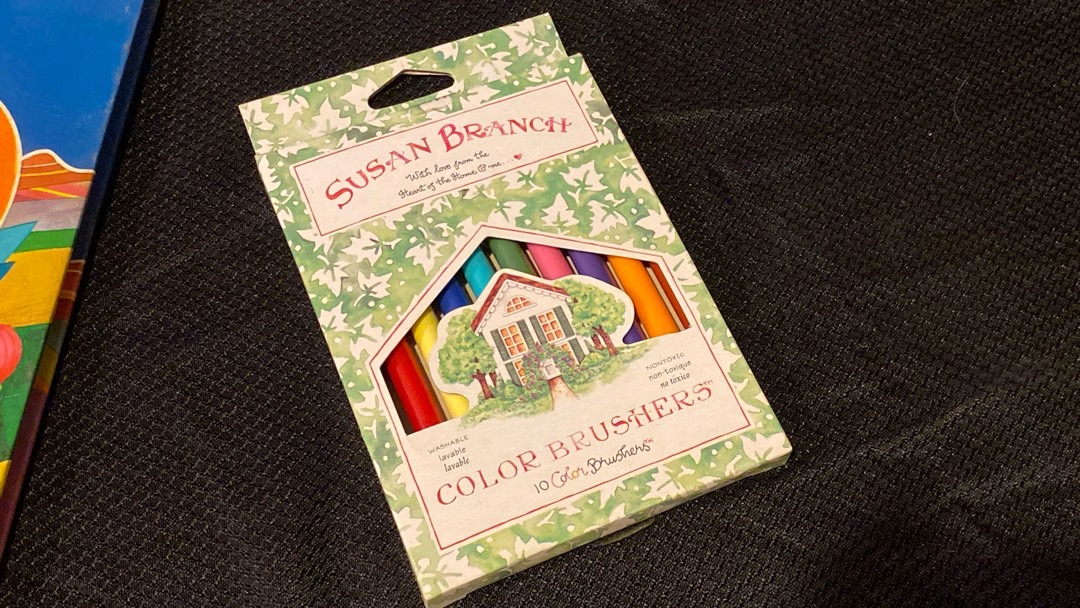 SUSAN BRANCH
With love from the
Heart of the Home & me....
NONTOXIC
non-toxique
no tóxico
WASHABLE
lavable
lavable
COLOR BRUSHERS™
10 Color Brushers™